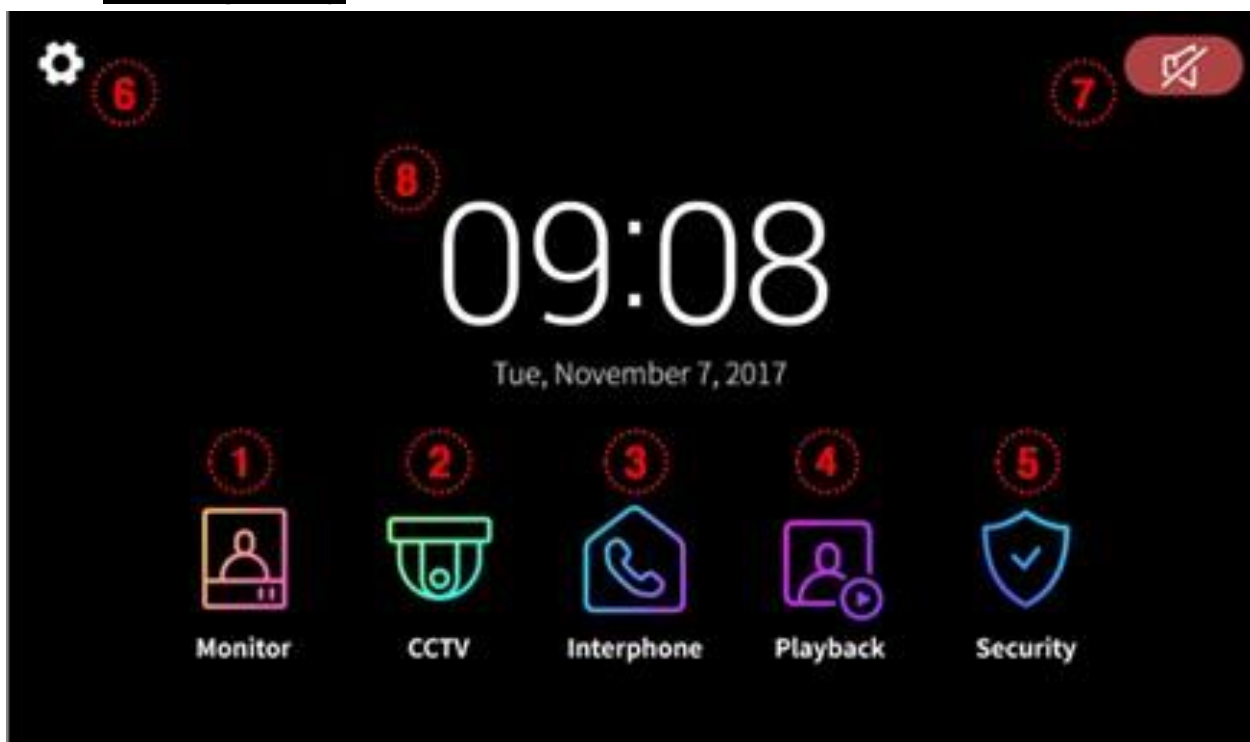 6
7
8
09:08
Tue, November 7, 2017
1 2 3 4 5
Monitor CCTV Interphone Playback Security